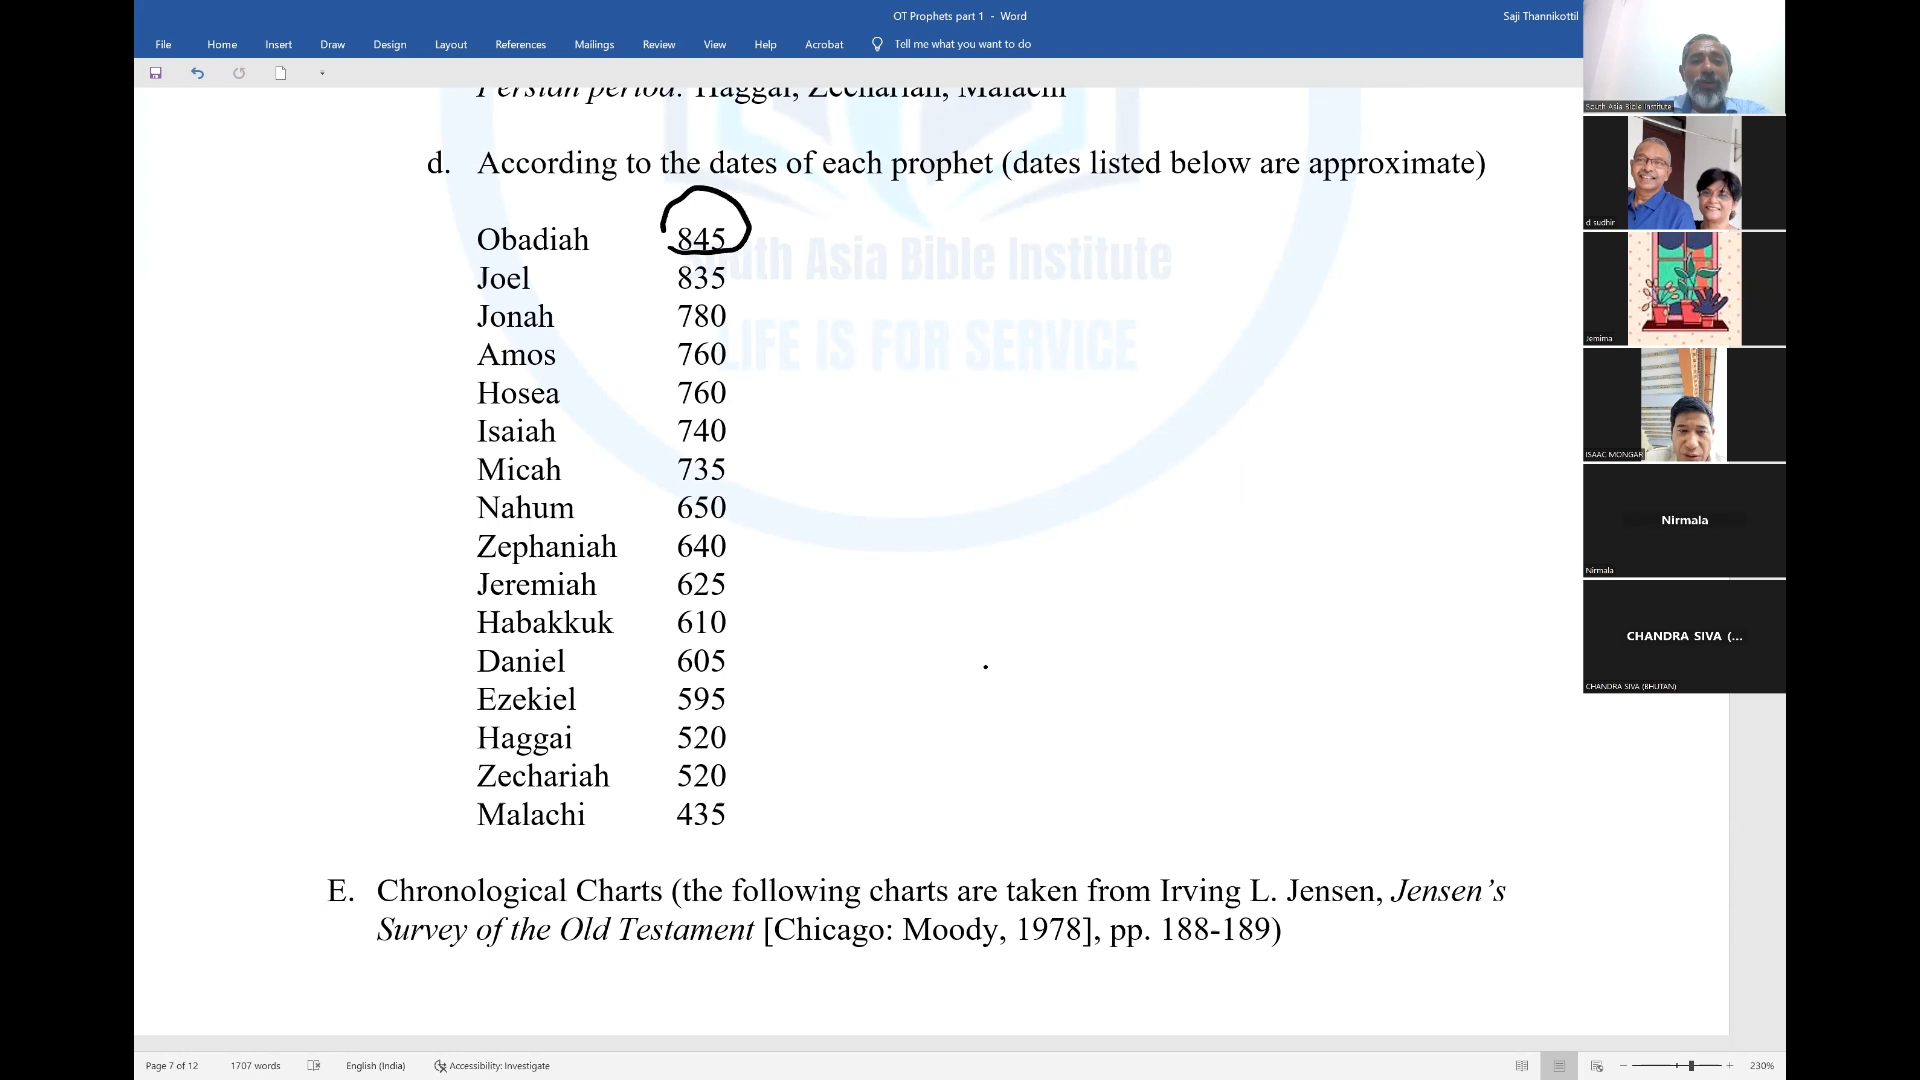 OT Prophets part 1 - Word
Saji Thannikottil
File Home Insert Draw Design Layout References Mailings Review View Help Acrobat Tell me what you want to do
Persian period: Haggai, Zechariah, Malachi
d. According to the dates of each prophet (dates listed below are approximate)
Obadiah 845
Joel 835
Jonah 780
Amos 760
Hosea 760
Isaiah 740
Micah 735
Nahum 650
Zephaniah 640
Jeremiah 625
Habakkuk 610
Daniel 605
Ezekiel 595
Haggai 520
Zechariah 520
Malachi 435
E. Chronological Charts (the following charts are taken from Irving L. Jensen, Jensen’s
Survey of the Old Testament [Chicago: Moody, 1978], pp. 188-189)
South Asia Bible Institute
LIFE IS FOR SERVICE
South Asia Bible Institute
d sudhir
Jemima
ISAAC MONGAR
Nirmala
Nirmala
CHANDRA SIVA (...
CHANDRA SIVA (BHUTAN)
Page 7 of 12 1707 words English (India) Accessibility: Investigate 230%